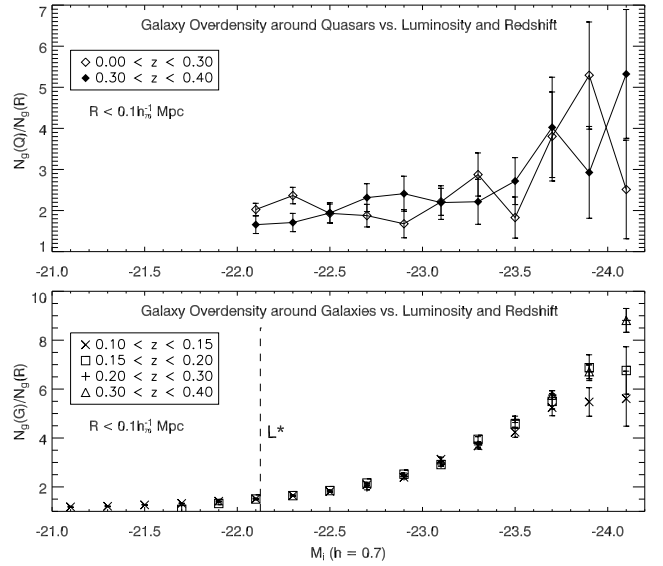 Galaxy Overdensity around Quasars vs. Luminosity and Redshift
0.00 < z < 0.30
0.30 < z < 0.40
R < 0.1h₇₀⁻¹ Mpc
N_g(Q)/N_g(R)
7
6
5
4
3
2
1
-21.0 -21.5 -22.0 -22.5 -23.0 -23.5 -24.0
Galaxy Overdensity around Galaxies vs. Luminosity and Redshift
0.10 < z < 0.15
0.15 < z < 0.20
0.20 < z < 0.30
0.30 < z < 0.40
R < 0.1h₇₀⁻¹ Mpc
L*
N_g(G)/N_g(R)
10
8
6
4
2
-21.0 -21.5 -22.0 -22.5 -23.0 -23.5 -24.0
M_i (h = 0.7)